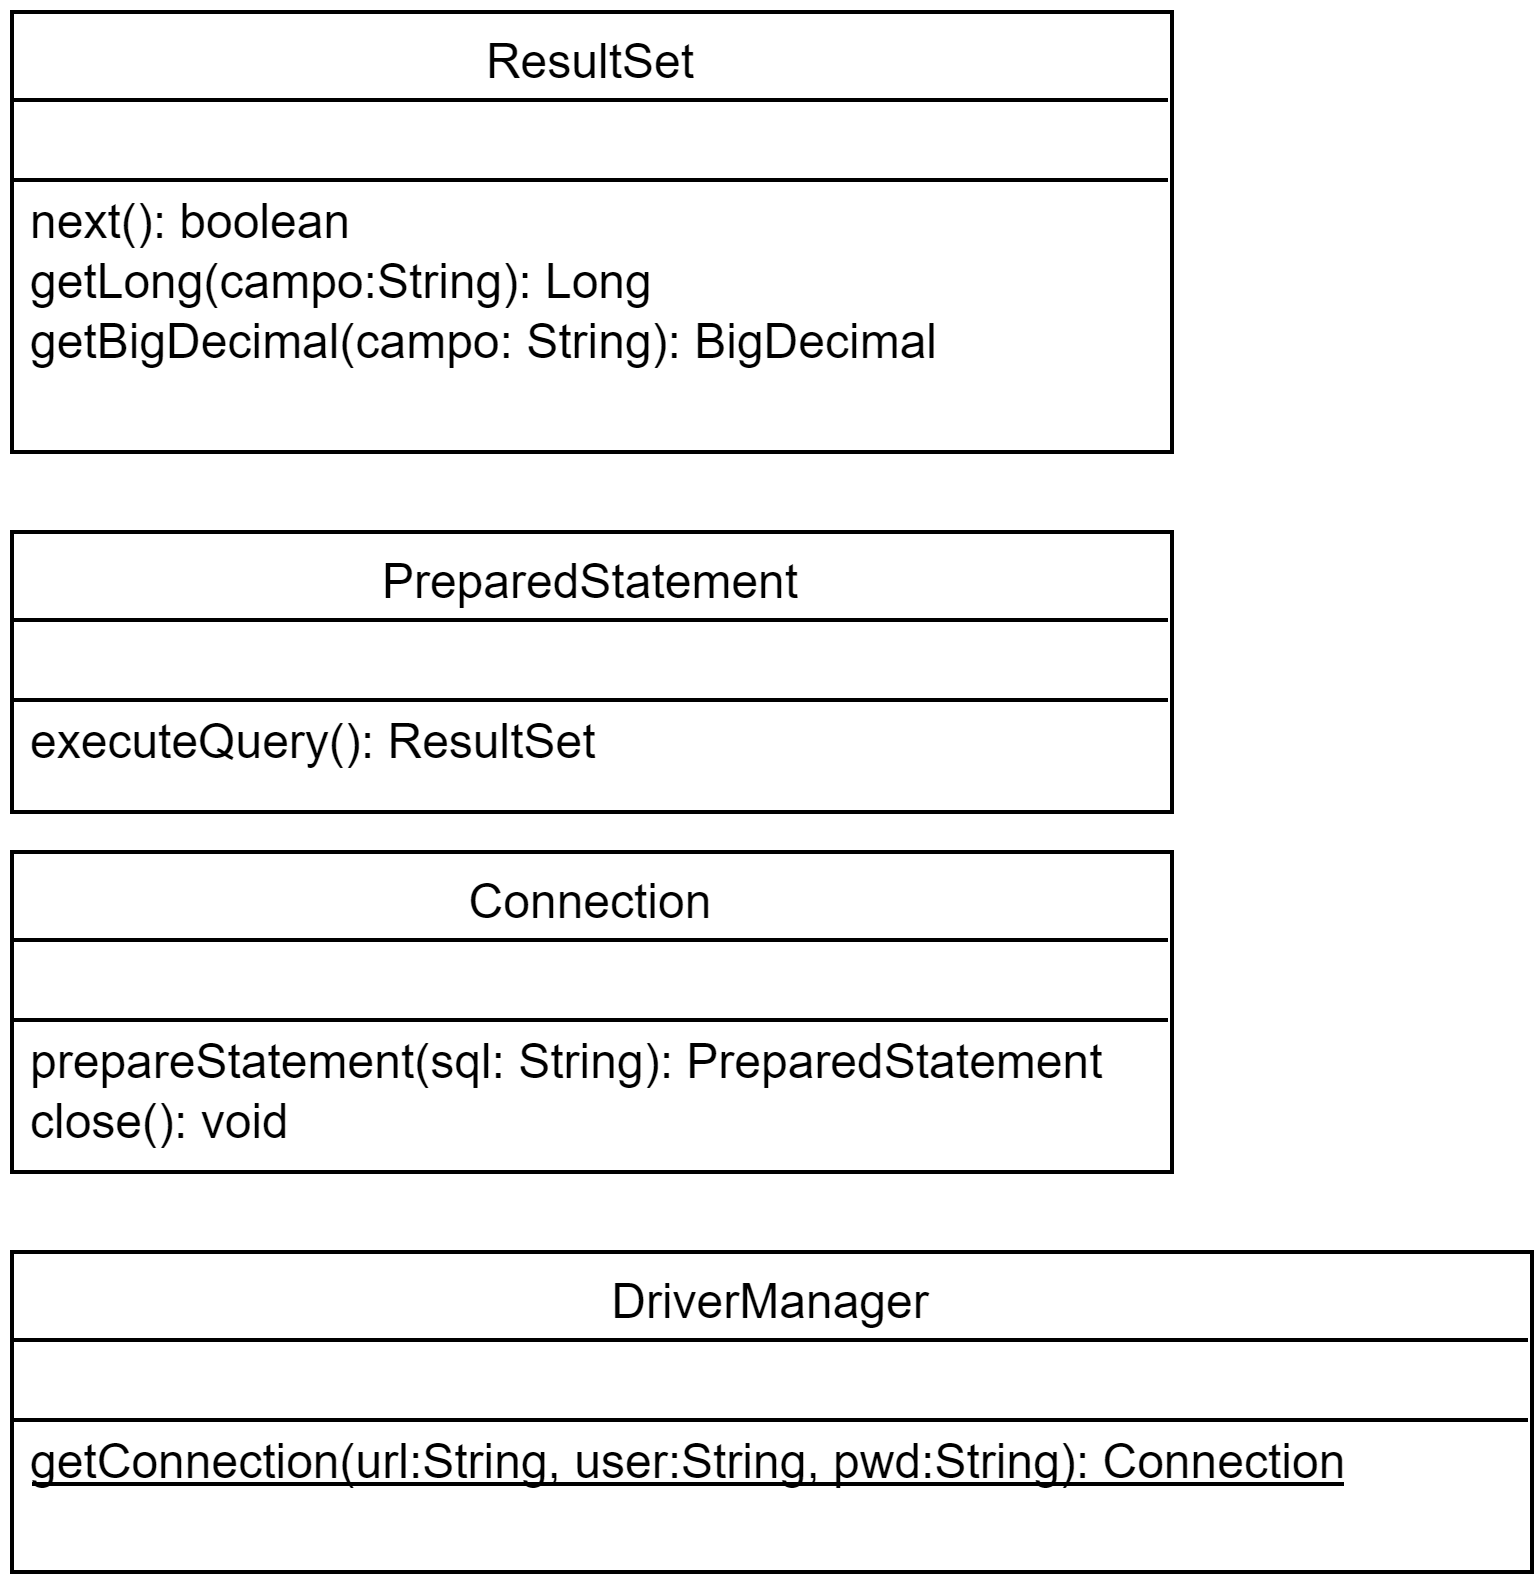 ResultSet
next(): boolean
getLong(campo:String): Long
getBigDecimal(campo: String): BigDecimal
PreparedStatement
executeQuery(): ResultSet
Connection
prepareStatement(sql: String): PreparedStatement
close(): void
DriverManager
getConnection(url:String, user:String, pwd:String): Connection